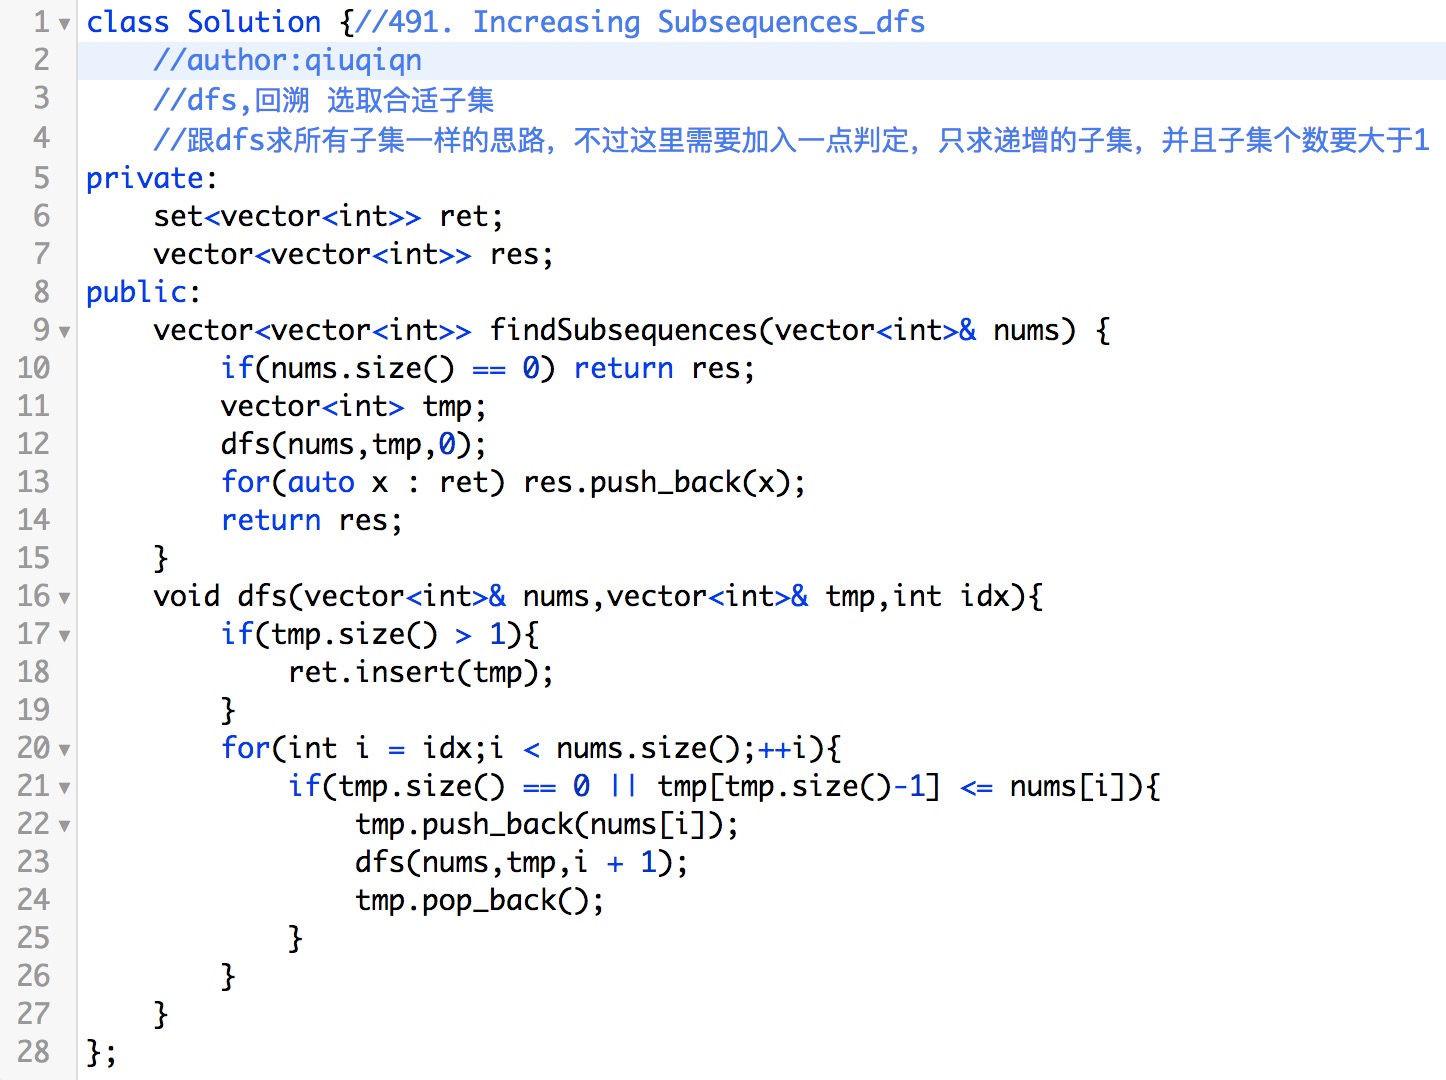 1 class Solution {//491. Increasing Subsequences_dfs
2     //author:qiuqiqn
3     //dfs,回溯 选取合适子集
4     //跟dfs求所有子集一样的思路，不过这里需要加入一点判定，只求递增的子集，并且子集个数要大于1
5 private:
6     set<vector<int>> ret;
7     vector<vector<int>> res;
8 public:
9     vector<vector<int>> findSubsequences(vector<int>& nums) {
10         if(nums.size() == 0) return res;
11         vector<int> tmp;
12         dfs(nums,tmp,0);
13         for(auto x : ret) res.push_back(x);
14         return res;
15     }
16     void dfs(vector<int>& nums,vector<int>& tmp,int idx){
17         if(tmp.size() > 1){
18             ret.insert(tmp);
19         }
20         for(int i = idx;i < nums.size();++i){
21             if(tmp.size() == 0 || tmp[tmp.size()-1] <= nums[i]){
22                 tmp.push_back(nums[i]);
23                 dfs(nums,tmp,i + 1);
24                 tmp.pop_back();
25             }
26         }
27     }
28 };